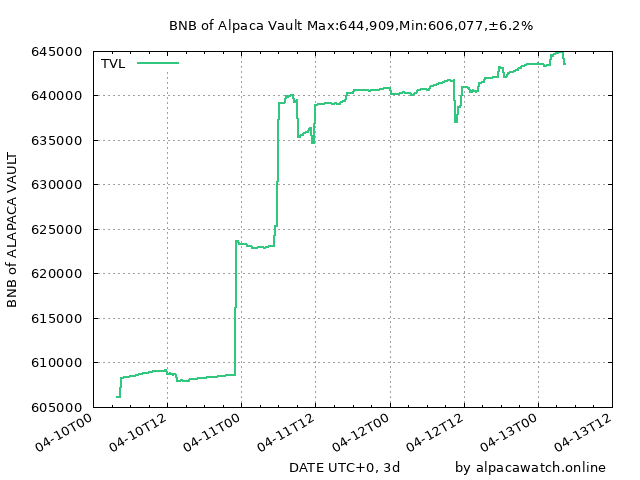 BNB of Alpaca Vault Max:644,909,Min:606,077,±6.2%
TVL
BNB of ALAPACA VAULT
645000
640000
635000
630000
625000
620000
615000
610000
605000
04-10T00
04-10T12
04-11T00
04-11T12
04-12T00
04-12T12
04-13T00
04-13T12
DATE UTC+0, 3d
by alpacawatch.online